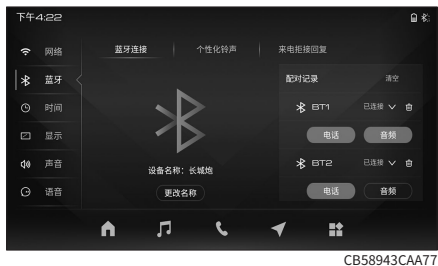 下午4:22
网络
蓝牙
时间
显示
声音
语音
蓝牙连接
个性化铃声
来电拒接回复
设备名称：长城炮
更改名称
配对记录 清空
BT1 已连接
电话 音频
BT2 已连接
电话 音频
CB58943CAA77